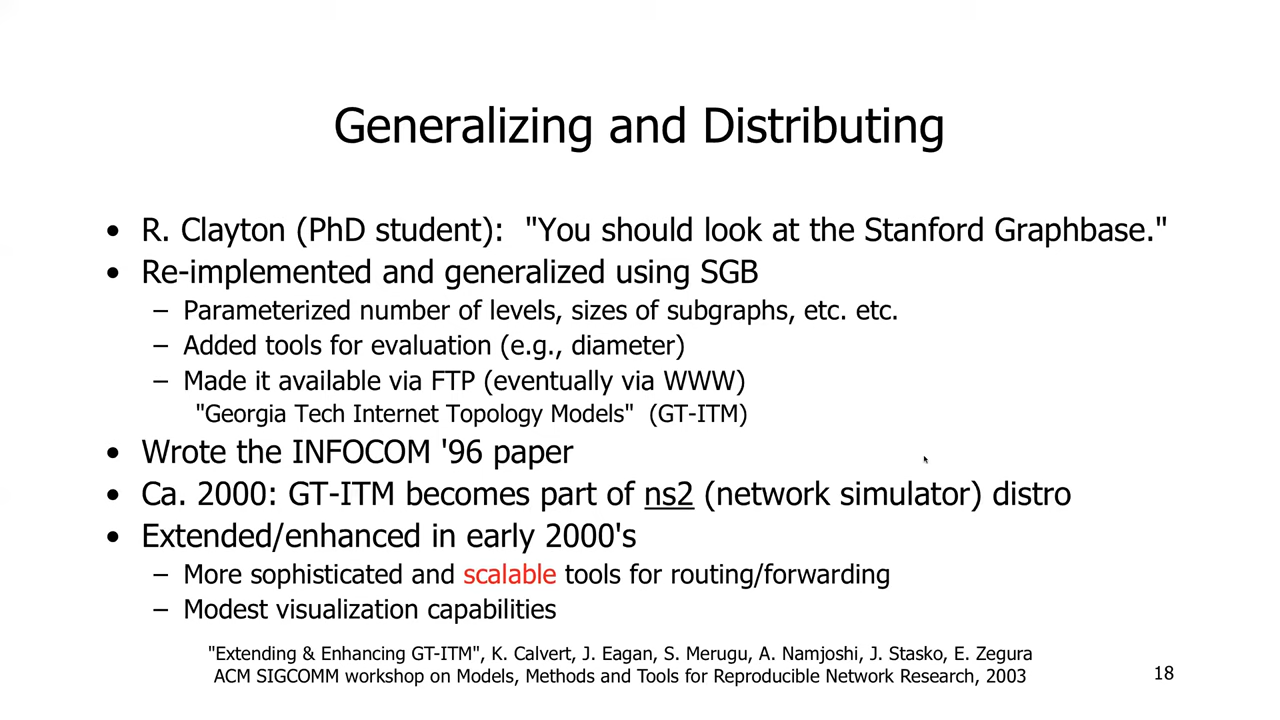 Generalizing and Distributing
• R. Clayton (PhD student): "You should look at the Stanford Graphbase."
• Re-implemented and generalized using SGB
– Parameterized number of levels, sizes of subgraphs, etc. etc.
– Added tools for evaluation (e.g., diameter)
– Made it available via FTP (eventually via WWW)
"Georgia Tech Internet Topology Models" (GT-ITM)
• Wrote the INFOCOM '96 paper
• Ca. 2000: GT-ITM becomes part of ns2 (network simulator) distro
• Extended/enhanced in early 2000's
– More sophisticated and scalable tools for routing/forwarding
– Modest visualization capabilities
"Extending & Enhancing GT-ITM", K. Calvert, J. Eagan, S. Merugu, A. Namjoshi, J. Stasko, E. Zegura
ACM SIGCOMM workshop on Models, Methods and Tools for Reproducible Network Research, 2003
18